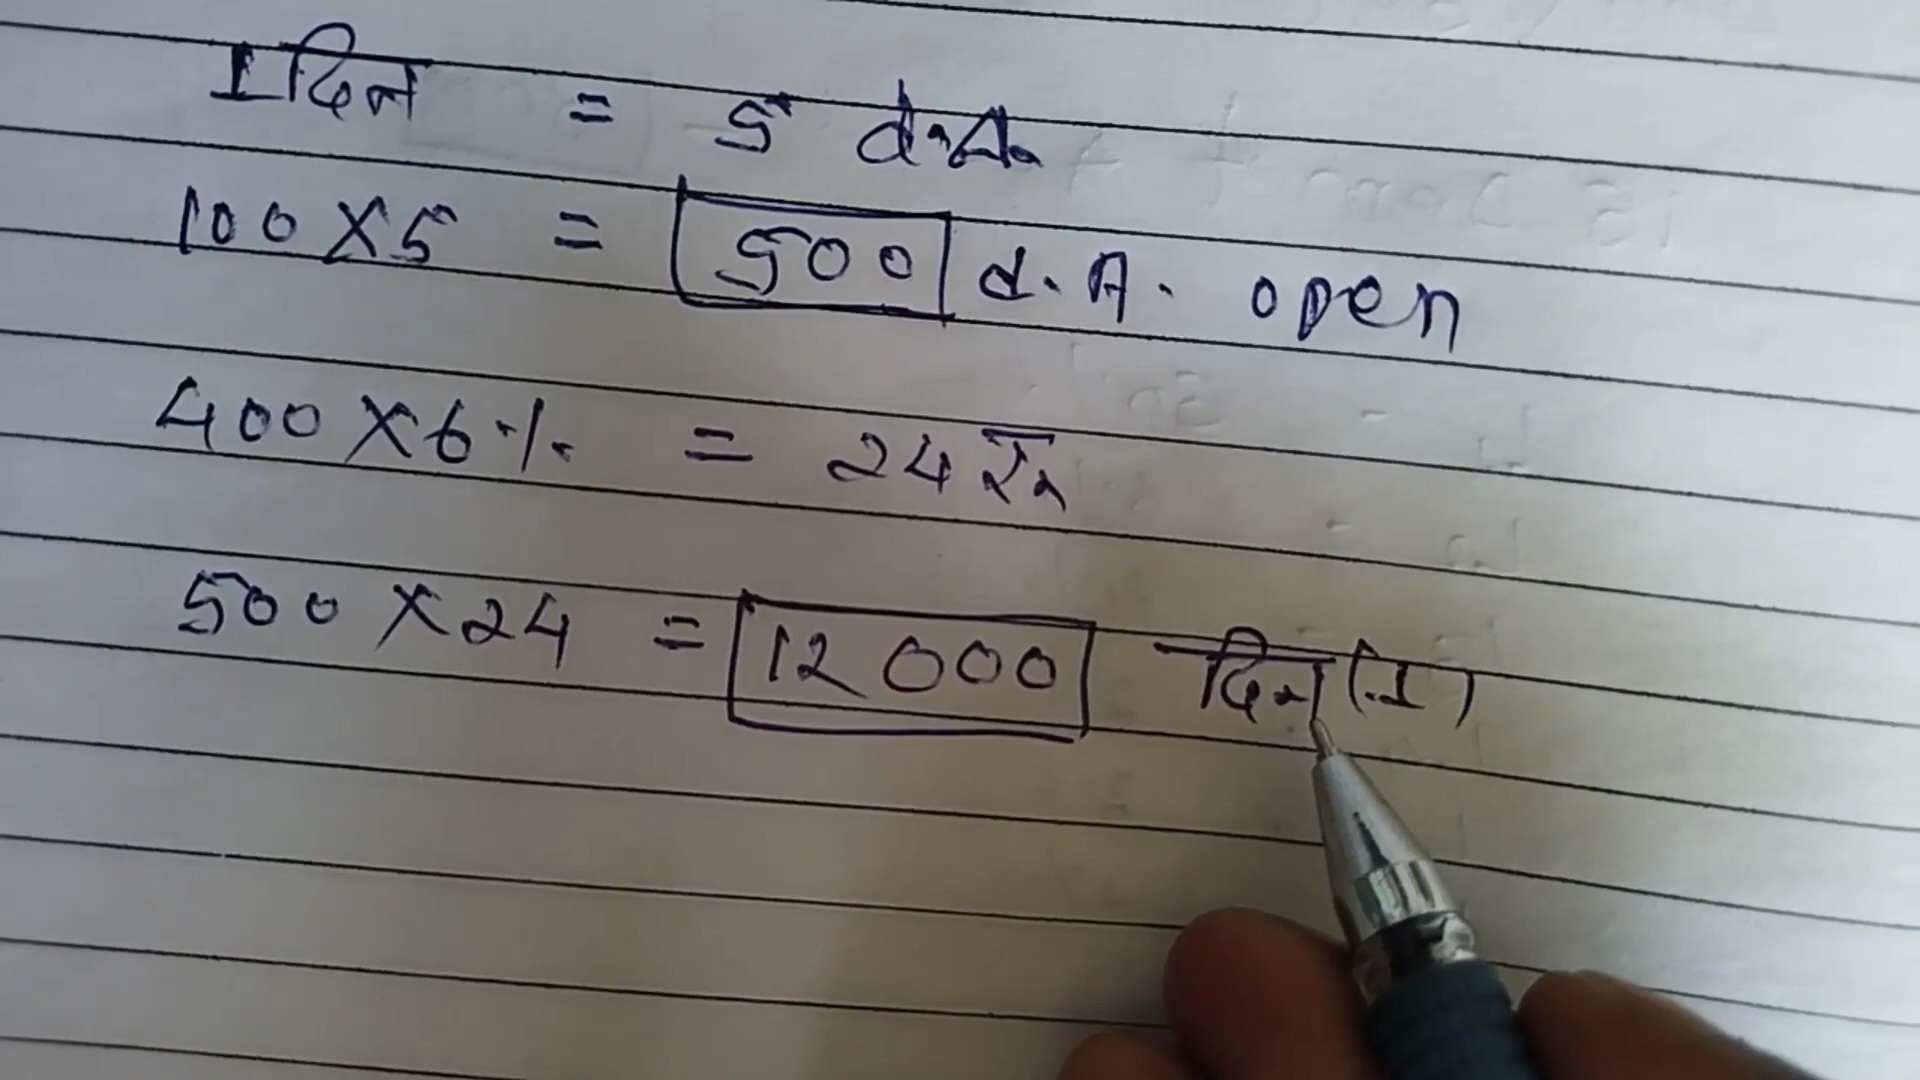 1 दिन = 5 d.A.
100 X 5 = 500 d.A. open
400 X 6% = 24 रू
500 X 24 = 12000 दिन (1)